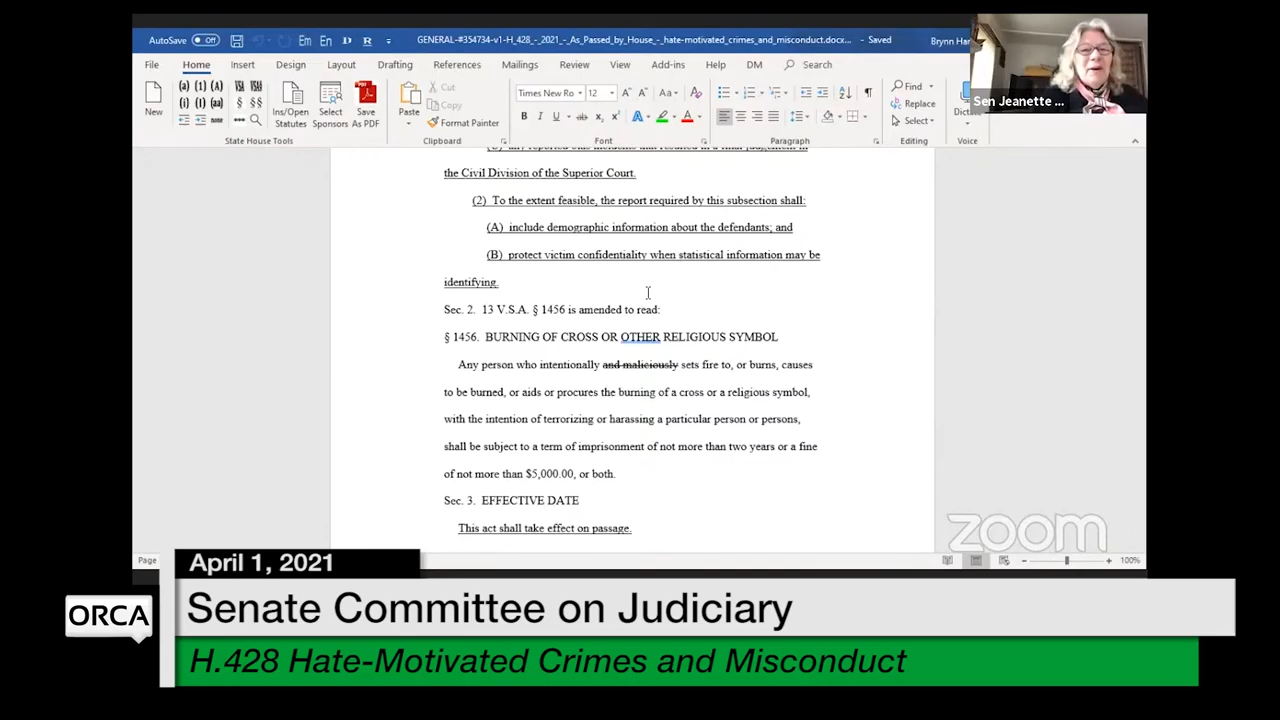 AutoSave Off Em En D R GENERAL-#354734-v1-H_428_-_2021_-_As_Passed_by_House_-_hate-motivated_crimes_and_misconduct.docx... - Saved Brynn Har
File Home Insert Design Layout References Mailings Review View Add-ins Help DM Search
New
Ins/Open Statutes
Select Sponsors
Save As PDF
State House Tools
Paste
Cut
Copy
Format Painter
Clipboard
Times New Ro 12
Font
Paragraph
Find
Replace
Select
Editing
Dictate
Voice
Sen Jeanette ...
the Civil Division of the Superior Court.
(2) To the extent feasible, the report required by this subsection shall:
(A) include demographic information about the defendants; and
(B) protect victim confidentiality when statistical information may be
identifying.
Sec. 2. 13 V.S.A. § 1456 is amended to read:
§ 1456. BURNING OF CROSS OR OTHER RELIGIOUS SYMBOL
Any person who intentionally and maliciously sets fire to, or burns, causes
to be burned, or aids or procures the burning of a cross or a religious symbol,
with the intention of terrorizing or harassing a particular person or persons,
shall be subject to a term of imprisonment of not more than two years or a fine
of not more than $5,000.00, or both.
Sec. 3. EFFECTIVE DATE
This act shall take effect on passage.
zoom
Page
100%
April 1, 2021
ORCA
Senate Committee on Judiciary
H.428 Hate-Motivated Crimes and Misconduct